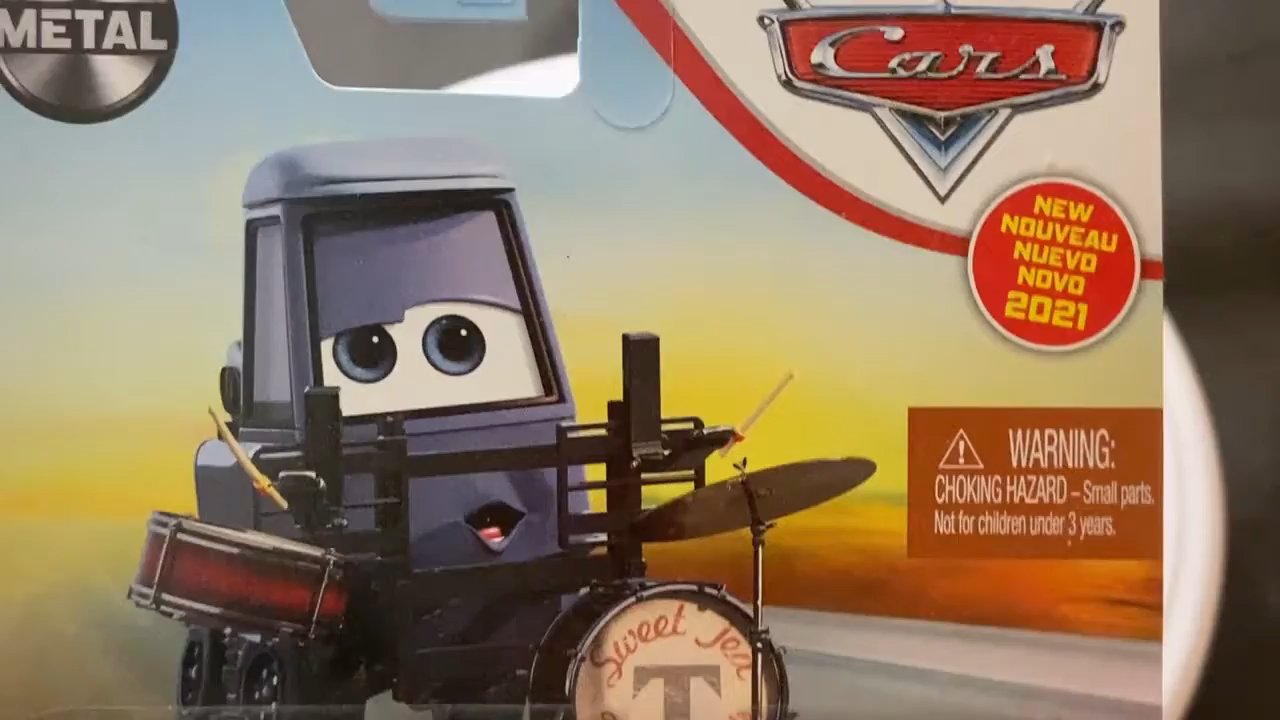 METAL
Cars
NEW
NOUVEAU
NUEVO
NOVO
2021
WARNING:
CHOKING HAZARD – Small parts.
Not for children under 3 years.
Sweet Tea
T